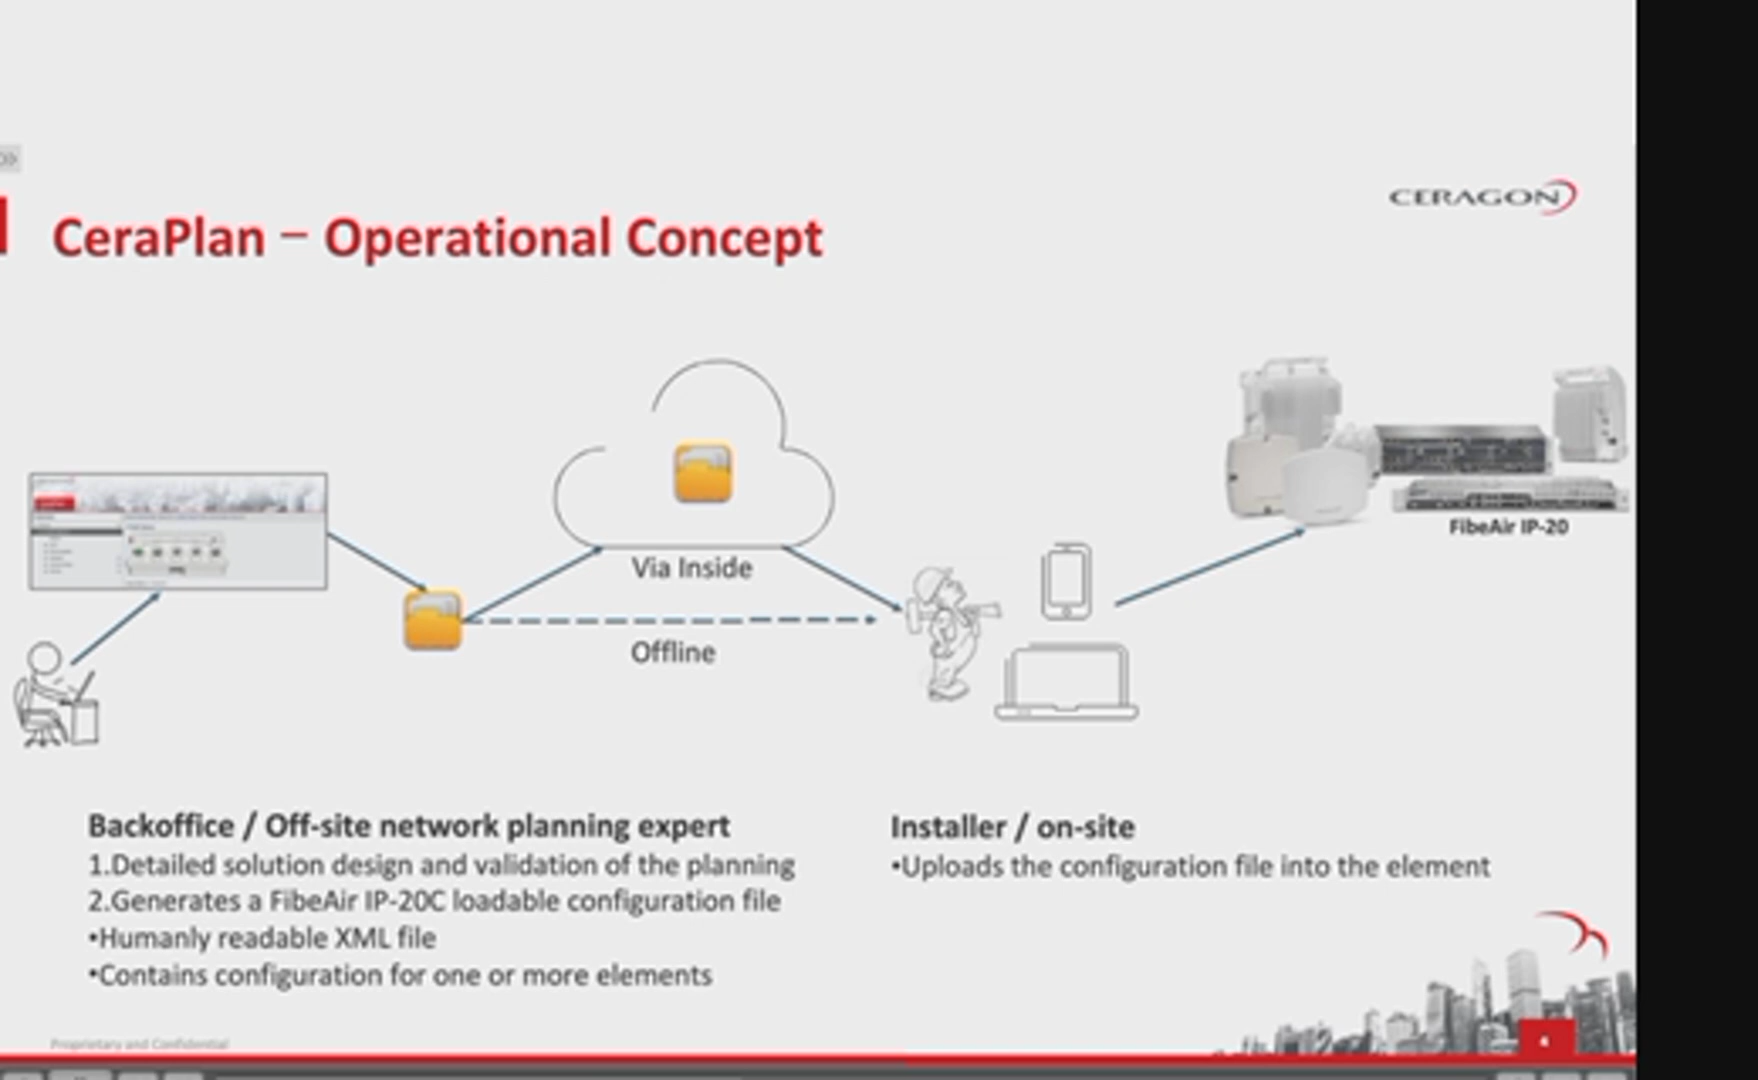 CERAGON
CeraPlan – Operational Concept
FibeAir IP-20
Via Inside
Offline
Backoffice / Off-site network planning expert
1.Detailed solution design and validation of the planning
2.Generates a FibeAir IP-20C loadable configuration file
•Humanly readable XML file
•Contains configuration for one or more elements
Installer / on-site
•Uploads the configuration file into the element
Proprietary and Confidential
4